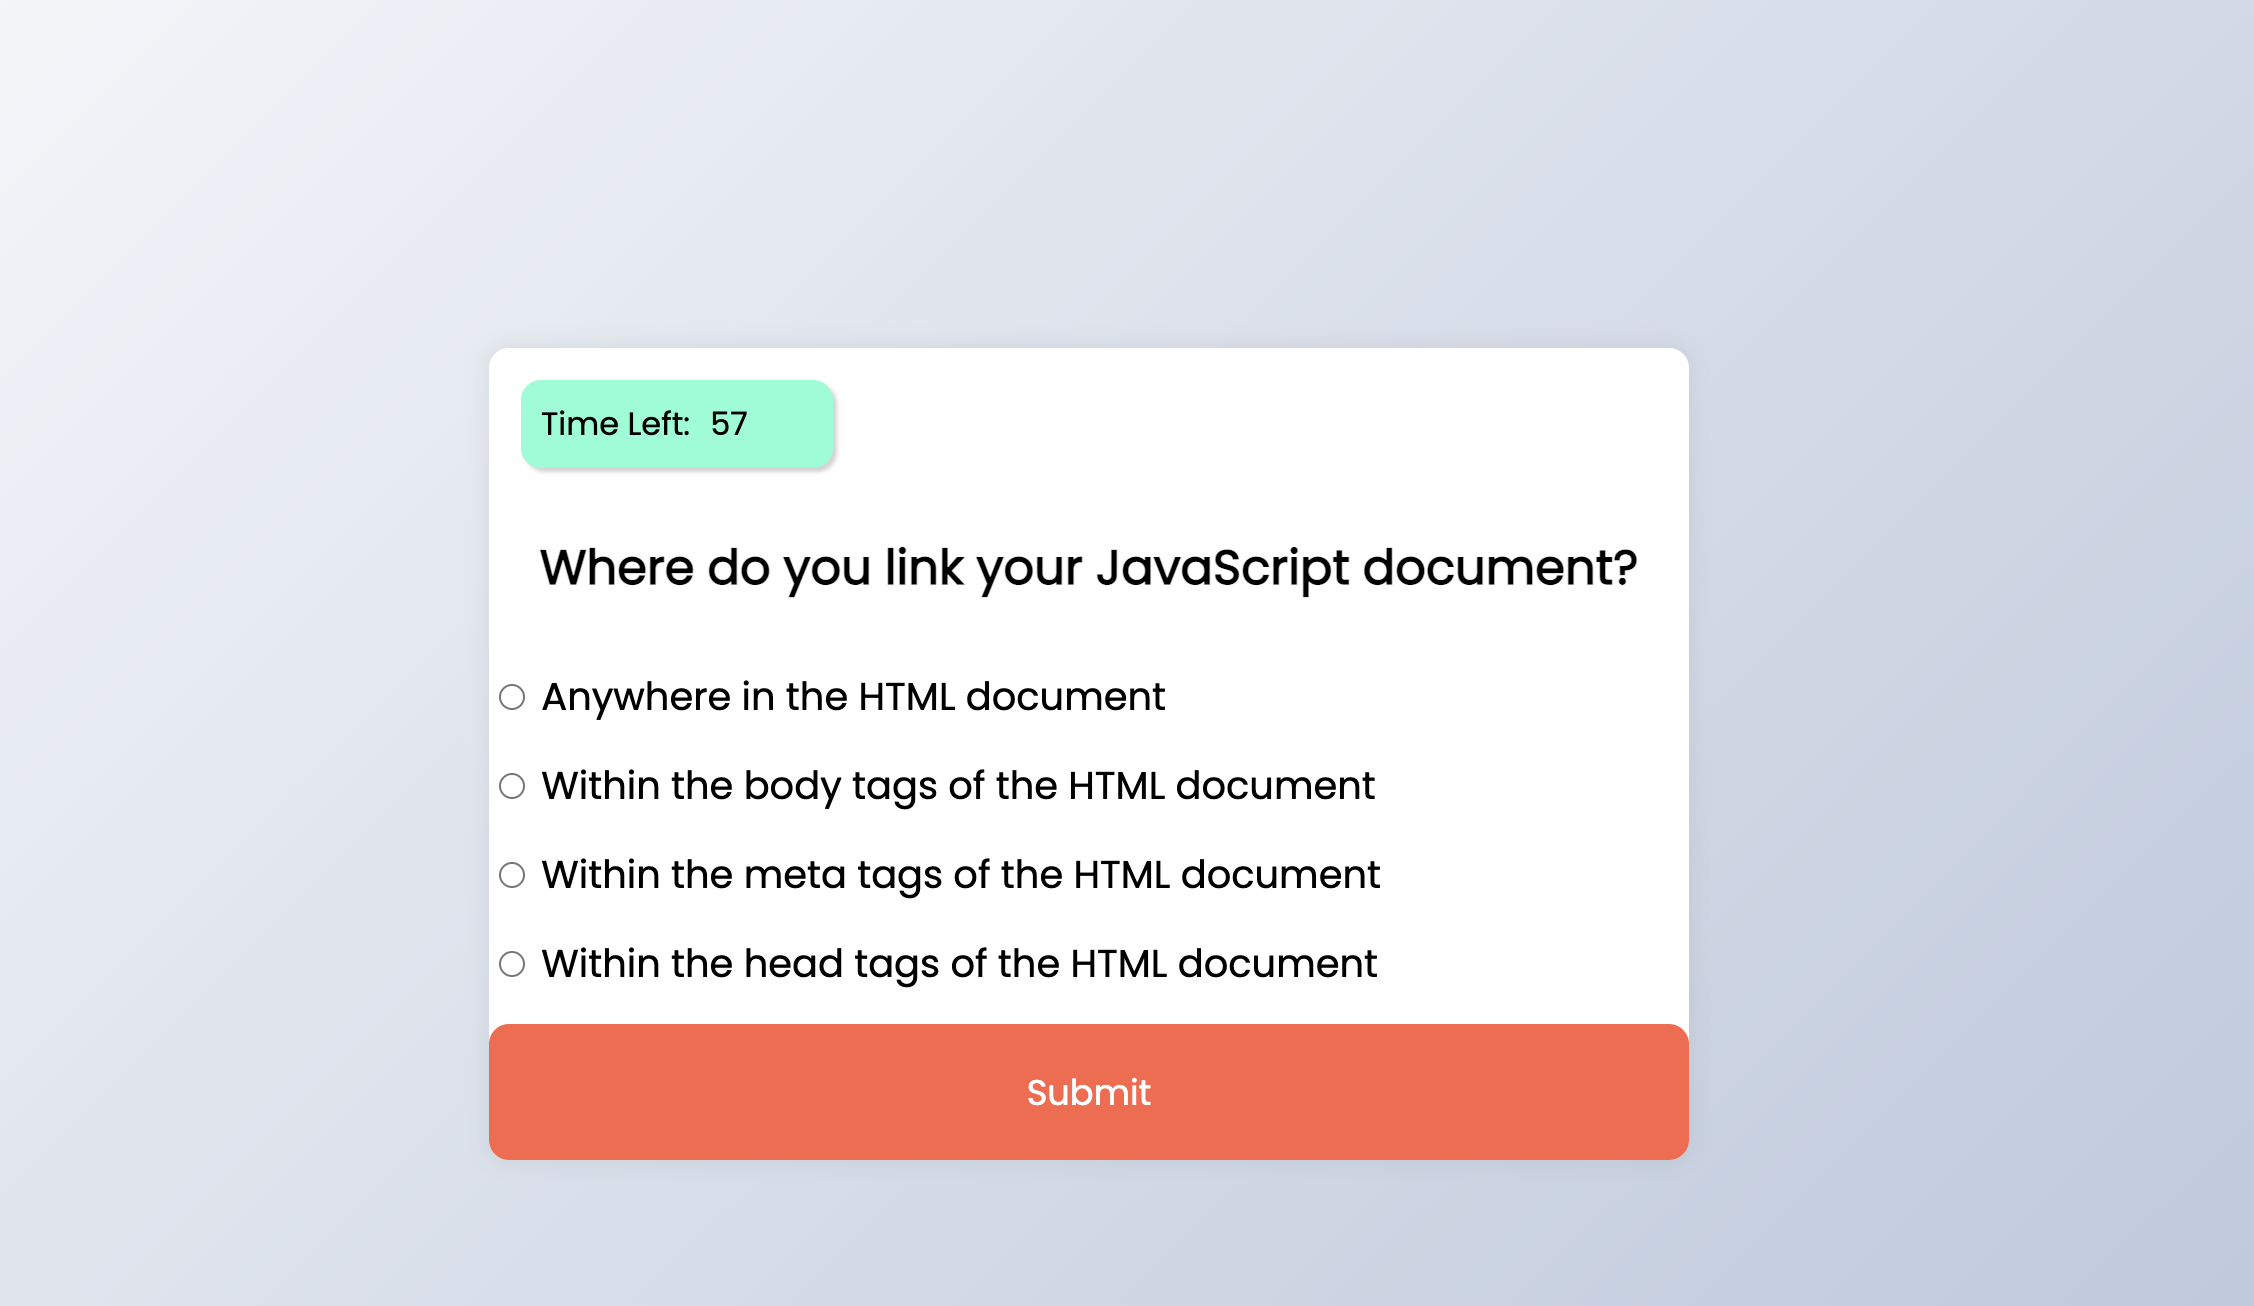 Time Left: 57
Where do you link your JavaScript document?
Anywhere in the HTML document
Within the body tags of the HTML document
Within the meta tags of the HTML document
Within the head tags of the HTML document
Submit